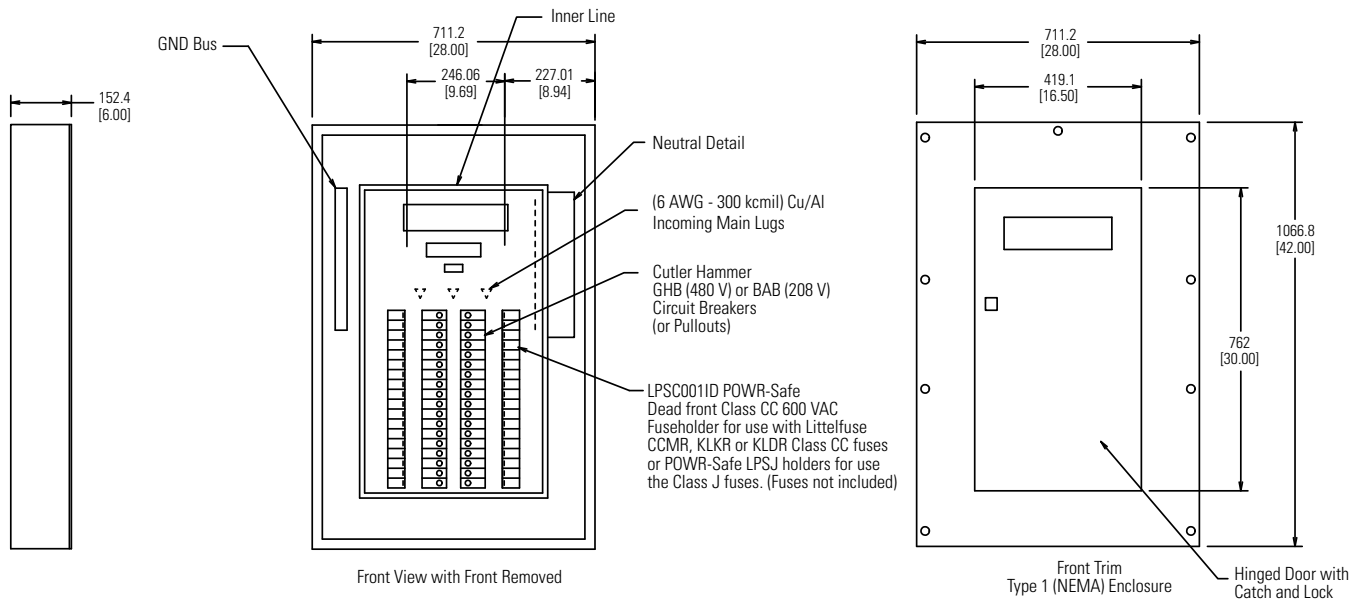 152.4
[6.00]
GND Bus
711.2
[28.00]
Inner Line
246.06
[9.69]
227.01
[8.94]
Neutral Detail
(6 AWG - 300 kcmil) Cu/Al
Incoming Main Lugs
Cutler Hammer
GHB (480 V) or BAB (208 V)
Circuit Breakers
(or Pullouts)
LPSC001ID POWR-Safe
Dead front Class CC 600 VAC
Fuseholder for use with Littelfuse
CCMR, KLKR or KLDR Class CC fuses
or POWR-Safe LPSJ holders for use
the Class J fuses. (Fuses not included)
Front View with Front Removed
711.2
[28.00]
419.1
[16.50]
1066.8
[42.00]
762
[30.00]
Front Trim
Type 1 (NEMA) Enclosure
Hinged Door with
Catch and Lock